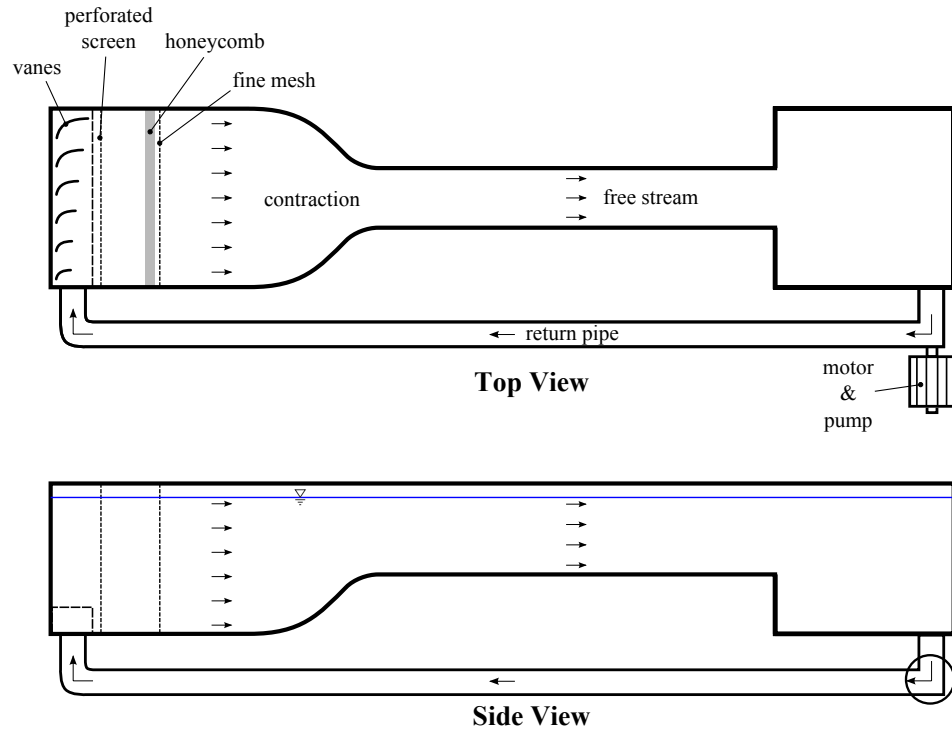 perforated
screen
honeycomb
vanes
fine mesh
contraction
free stream
return pipe
Top View
motor
&
pump
Side View